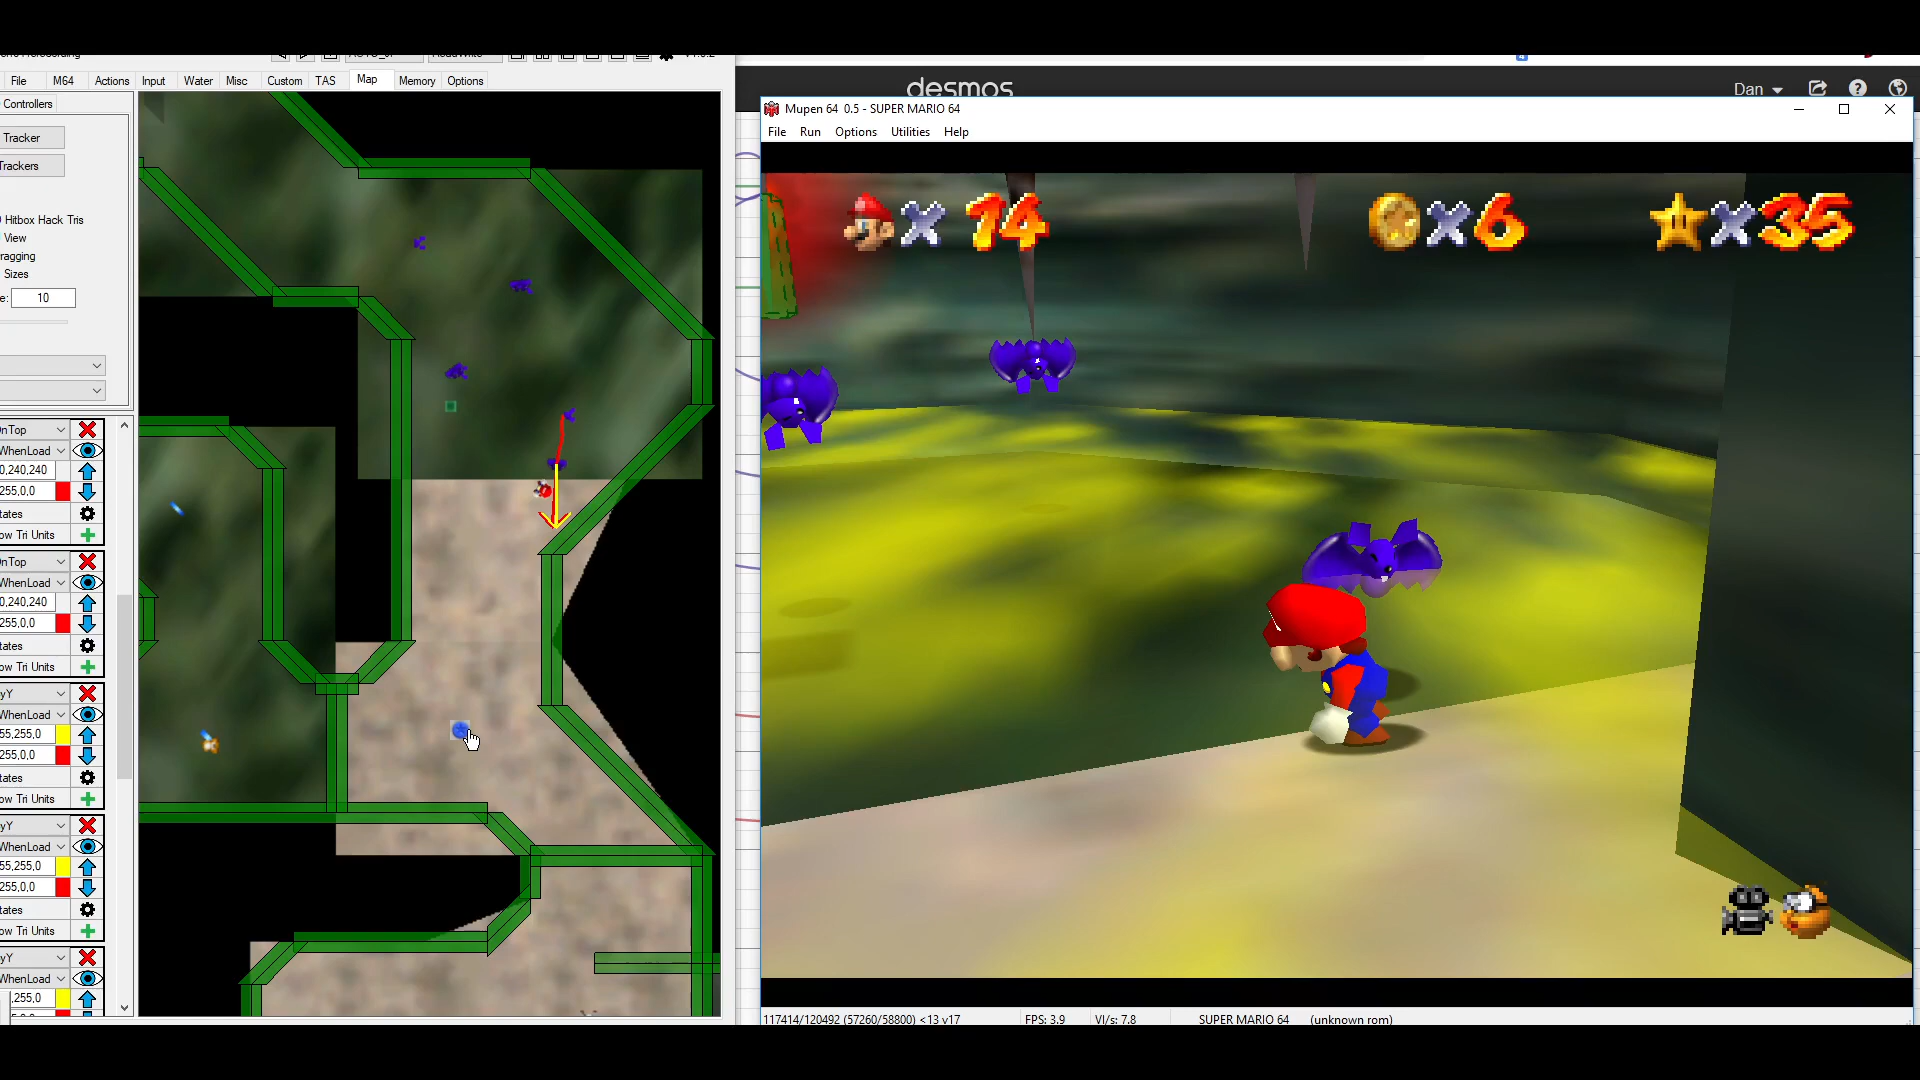 File M64 Actions Input Water Misc Custom TAS Map Memory Options
Controllers
Tracker
Trackers
Hitbox Hack Tris
View
Sizes
10
nTop
WhenLoad
0,240,240
255,0,0
tates
ow Tri Units
nTop
WhenLoad
0,240,240
255,0,0
tates
ow Tri Units
yY
WhenLoad
55,255,0
255,0,0
tates
ow Tri Units
yY
WhenLoad
55,255,0
255,0,0
tates
ow Tri Units
yY
WhenLoad
,255,0
desmos
Dan
Mupen 64 0.5 - SUPER MARIO 64
File Run Options Utilities Help
x 14 x 6 x 35
117414/120492 (57260/58800) <13 v17 FPS: 3.9 VI/s: 7.8 SUPER MARIO 64 (unknown rom)